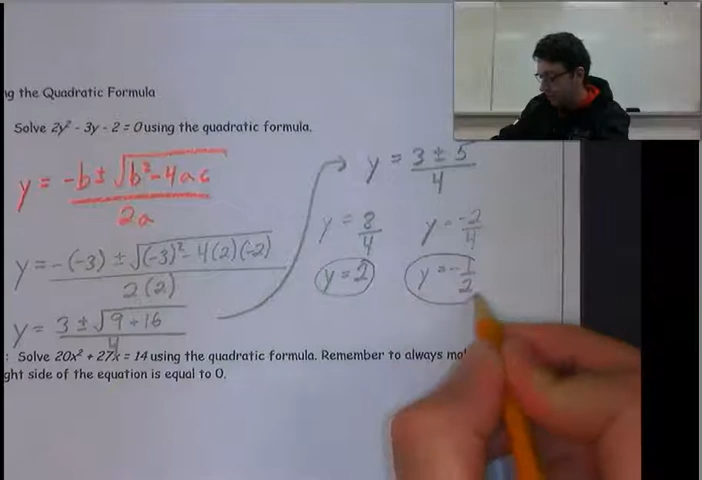 ng the Quadratic Formula
Solve 2y² - 3y - 2 = 0 using the quadratic formula.
y = -b ± √b²-4ac / 2a
y = -(-3) ± √(-3)² - 4(2)(-2) / 2(2)
y = 3 ± √9 + 16 / 4
y = 3 ± 5 / 4
y = 8/4 y = -2/4
y = 2 y = -1/2
: Solve 20x² + 27x = 14 using the quadratic formula. Remember to always
ght side of the equation is equal to 0.